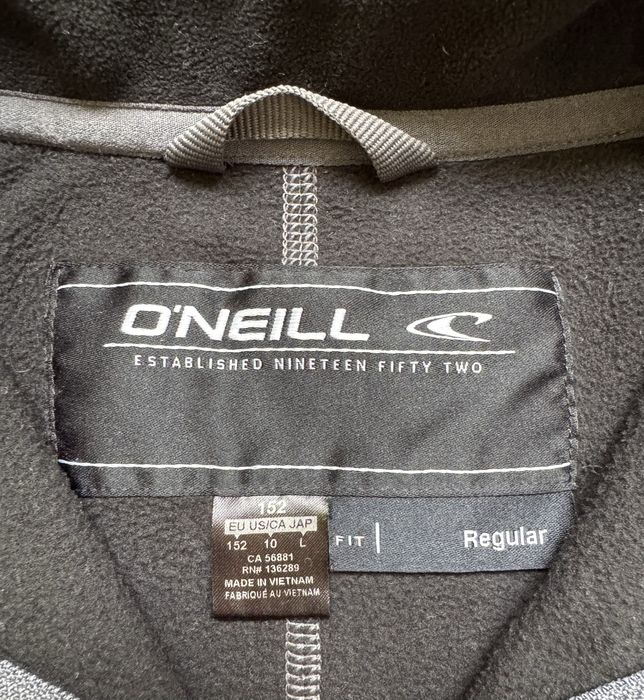 O'NEILL
ESTABLISHED NINETEEN FIFTY TWO
152
EU US/CA JAP
152 10 L
CA 56881
RN# 136289
MADE IN VIETNAM
FABRIQUÉ AU VIETNAM
FIT | Regular